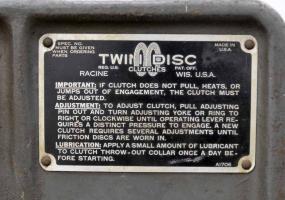 SPEC. NO.
MUST BE GIVEN
WHEN ORDERING
PARTS
MADE IN
U.S.A.
TWIN DISC
CLUTCHES
REG. U.S. PAT. OFF.
RACINE WIS. U.S.A.
IMPORTANT: IF CLUTCH DOES NOT PULL, HEATS, OR
JUMPS OUT OF ENGAGEMENT, THE CLUTCH MUST
BE ADJUSTED.
ADJUSTMENT: TO ADJUST CLUTCH, PULL ADJUSTING
PIN OUT AND TURN ADJUSTING YOKE OR RING TO
RIGHT OR CLOCKWISE UNTIL OPERATING LEVER RE-
QUIRES A DISTINCT PRESSURE TO ENGAGE. A NEW
CLUTCH REQUIRES SEVERAL ADJUSTMENTS UNTIL
FRICTION DISCS ARE WORN IN.
LUBRICATION: APPLY A SMALL AMOUNT OF LUBRICANT
TO CLUTCH THROW-OUT COLLAR ONCE A DAY BE-
FORE STARTING.
A1706